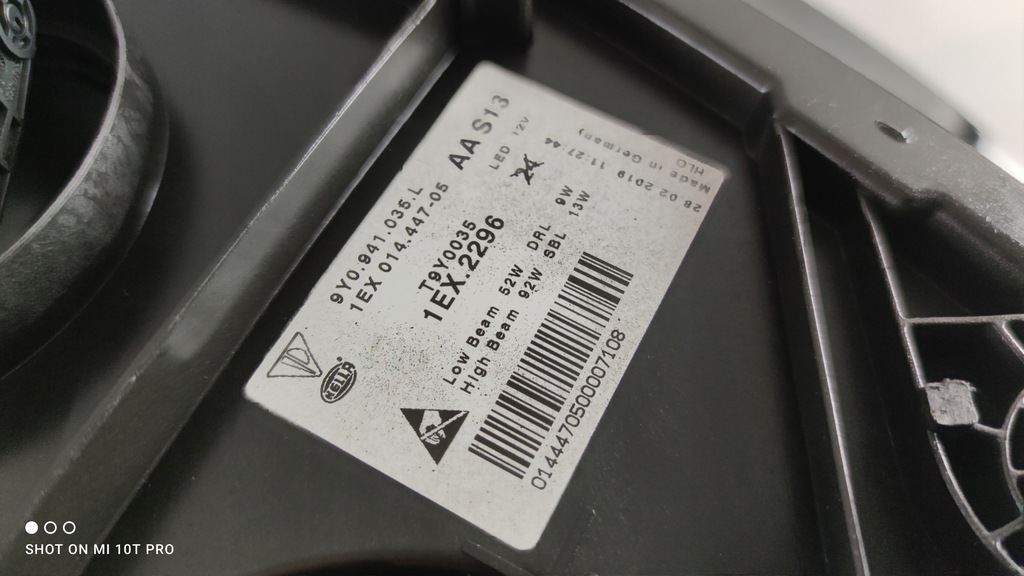 9Y0.941.035.L
1EX 014.447-05 AA S13
T9Y0035 LED 12V
1EX.2296
Low Beam 52W DRL 9W
High Beam 92W SBL 13W
28 02 2019 11:27:44
Made in Germany
HLO
HELLA
014447050007108
SHOT ON MI 10T PRO